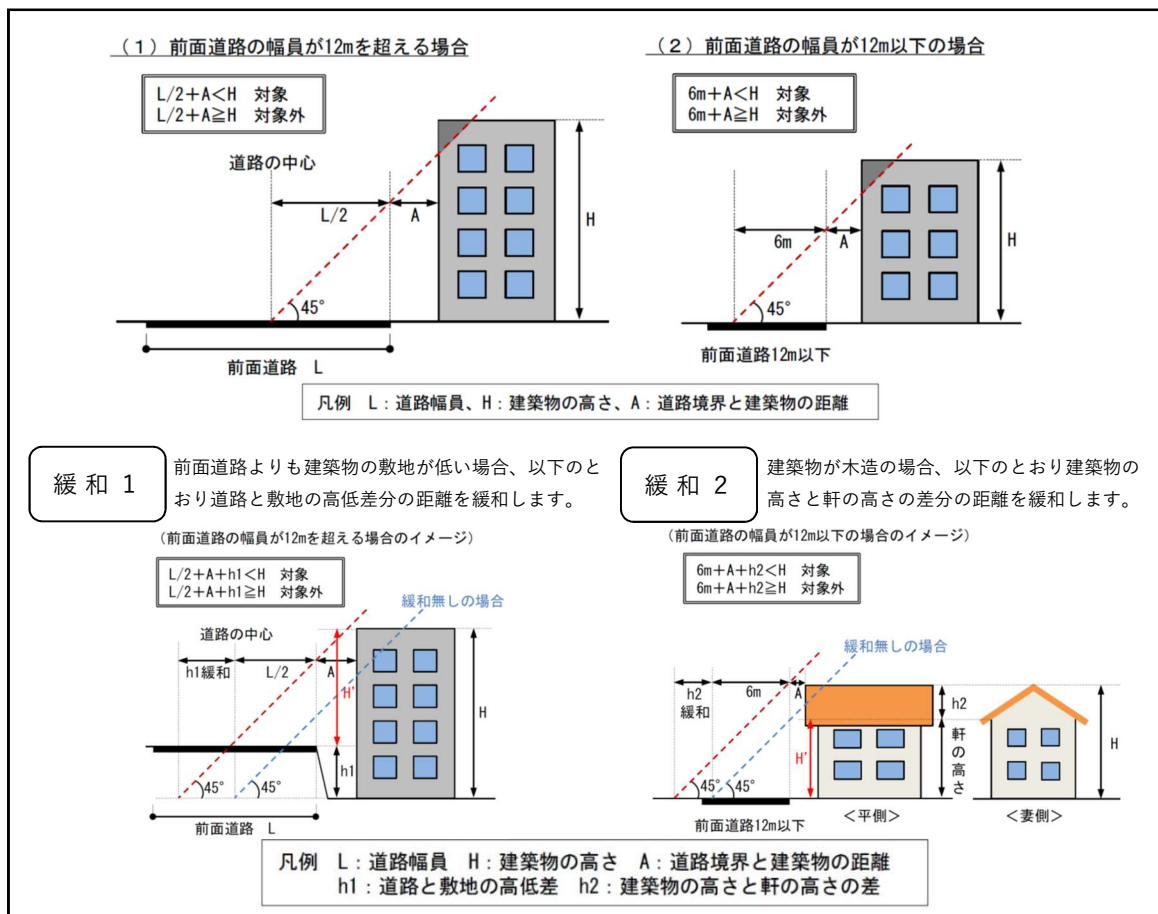 (1)前面道路の幅員が12mを超える場合
L/2+A<H 対象
L/2+A≧H 対象外
道路の中心
L/2
A
H
45°
前面道路 L
(2)前面道路の幅員が12m以下の場合
6m+A<H 対象
6m+A≧H 対象外
6m
A
H
45°
前面道路12m以下
凡例 L:道路幅員、H:建築物の高さ、A:道路境界と建築物の距離
緩和1
前面道路よりも建築物の敷地が低い場合、以下のと
おり道路と敷地の高低差分の距離を緩和します。
(前面道路の幅員が12mを超える場合のイメージ)
L/2+A+h1<H 対象
L/2+A+h1≧H 対象外
緩和無しの場合
道路の中心
h1緩和
L/2
A
H'
H
h1
45°
45°
前面道路 L
緩和2
建築物が木造の場合、以下のとおり建築物の
高さと軒の高さの差分の距離を緩和します。
(前面道路の幅員が12m以下の場合のイメージ)
6m+A+h2<H 対象
6m+A+h2≧H 対象外
緩和無しの場合
h2
緩和
6m
A
h2
H'
軒の高さ
H
45°
45°
前面道路12m以下
<平側>
<妻側>
凡例 L:道路幅員 H:建築物の高さ A:道路境界と建築物の距離
h1:道路と敷地の高低差 h2:建築物の高さと軒の高さの差